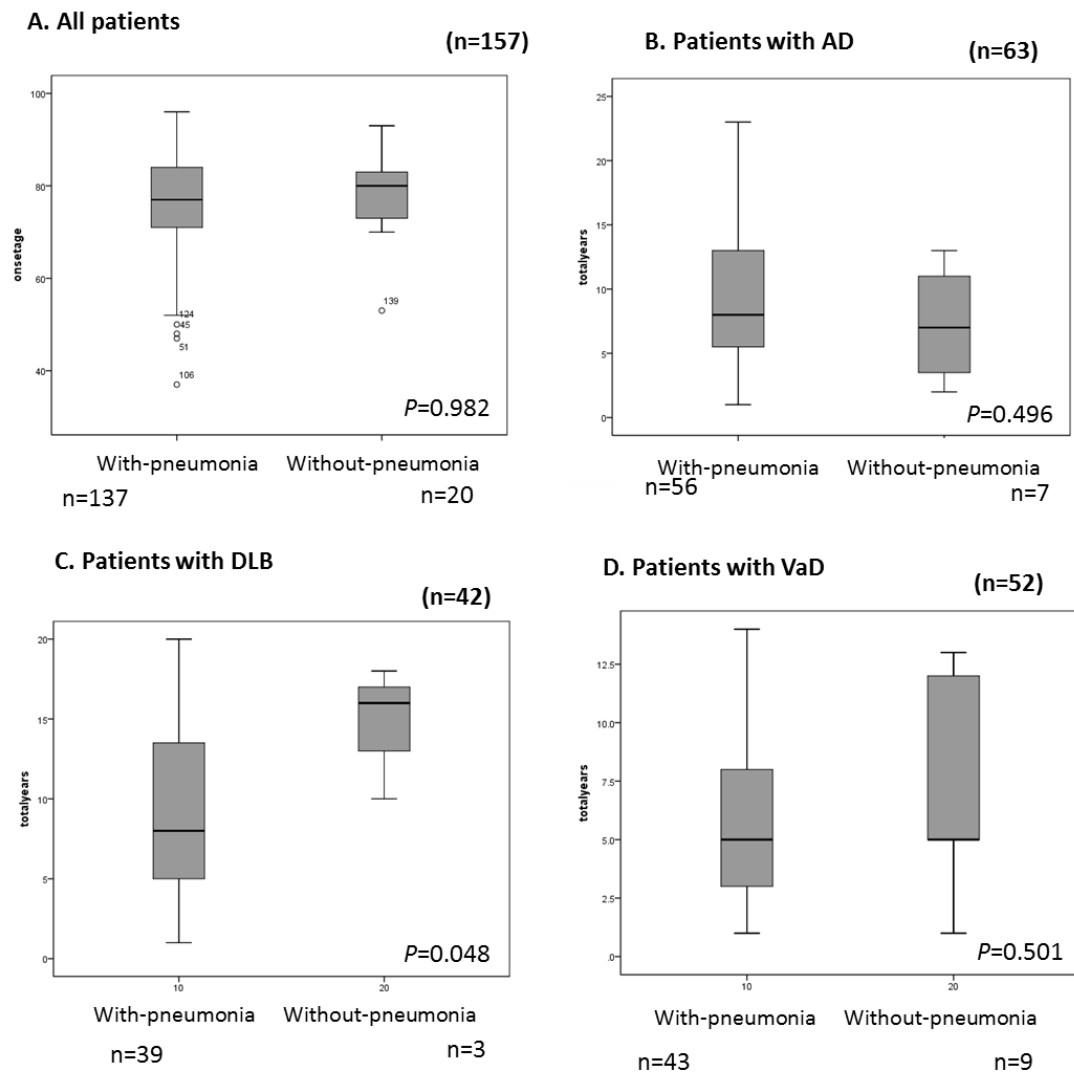 A. All patients
(n=157)
100
80
60
40
onsetage
124
45
51
106
139
P=0.982
With-pneumonia Without-pneumonia
n=137 n=20
B. Patients with AD
(n=63)
25
20
15
10
5
0
totalyears
P=0.496
With-pneumonia Without-pneumonia
n=56 n=7
C. Patients with DLB
(n=42)
20
15
10
5
0
totalyears
P=0.048
10 20
With-pneumonia Without-pneumonia
n=39 n=3
D. Patients with VaD
(n=52)
12.5
10.0
7.5
5.0
2.5
.0
totalyears
P=0.501
10 20
With-pneumonia Without-pneumonia
n=43 n=9